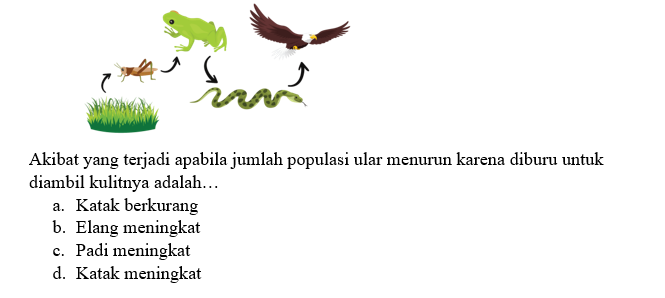 Akibat yang terjadi apabila jumlah populasi ular menurun karena diburu untuk
diambil kulitnya adalah…
a. Katak berkurang
b. Elang meningkat
c. Padi meningkat
d. Katak meningkat